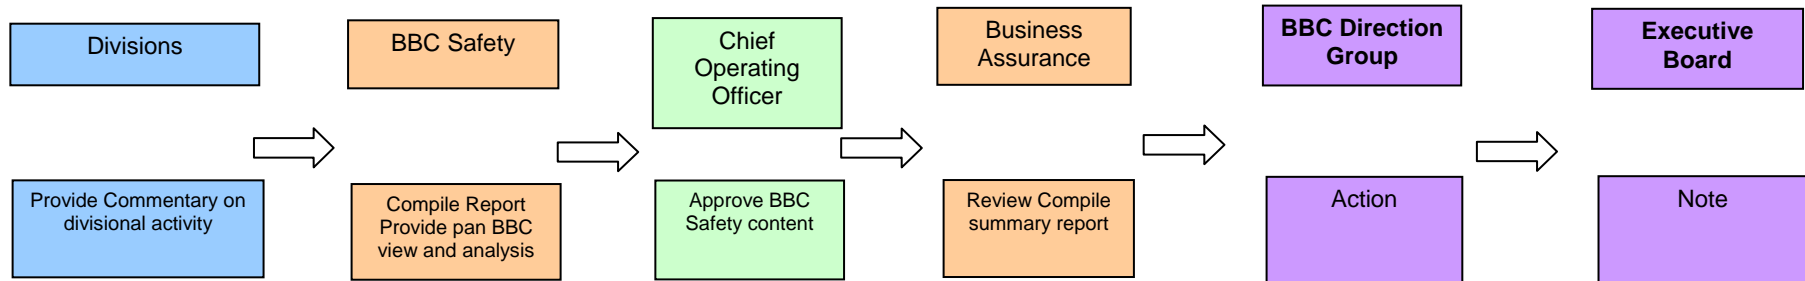 Divisions
BBC Safety
Chief
Operating
Officer
Business
Assurance
BBC Direction
Group
Executive
Board
Provide Commentary on
divisional activity
Compile Report
Provide pan BBC
view and analysis
Approve BBC
Safety content
Review Compile
summary report
Action
Note